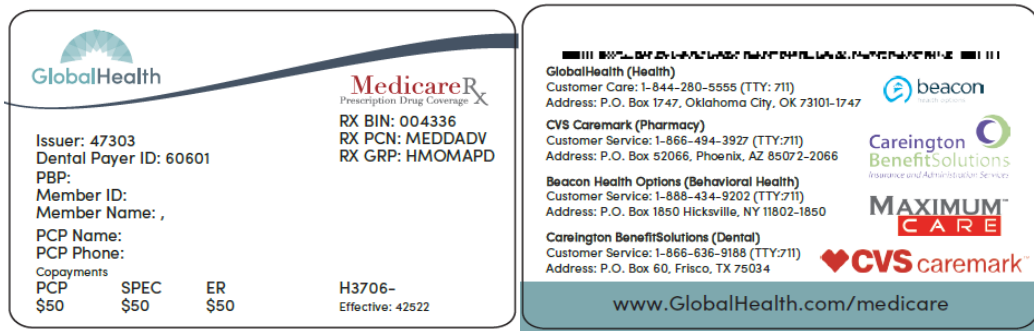 GlobalHealth
MedicareRx
Prescription Drug Coverage
RX BIN: 004336
RX PCN: MEDDADV
RX GRP: HMOMAPD
Issuer: 47303
Dental Payer ID: 60601
PBP:
Member ID:
Member Name: ,
PCP Name:
PCP Phone:
Copayments
PCP SPEC ER
$50 $50 $50
H3706-
Effective: 42522
GlobalHealth (Health)
Customer Care: 1-844-280-5555 (TTY: 711)
Address: P.O. Box 1747, Oklahoma City, OK 73101-1747
CVS Caremark (Pharmacy)
Customer Service: 1-866-494-3927 (TTY:711)
Address: P.O. Box 52066, Phoenix, AZ 85072-2066
Beacon Health Options (Behavioral Health)
Customer Service: 1-888-434-9202 (TTY:711)
Address: P.O. Box 1850 Hicksville, NY 11802-1850
Careington BenefitSolutions (Dental)
Customer Service: 1-866-636-9188 (TTY:711)
Address: P.O. Box 60, Frisco, TX 75034
beacon
health options
Careington
BenefitSolutions
Insurance and Administration Services
MAXIMUM™
CARE
CVS caremark™
www.GlobalHealth.com/medicare